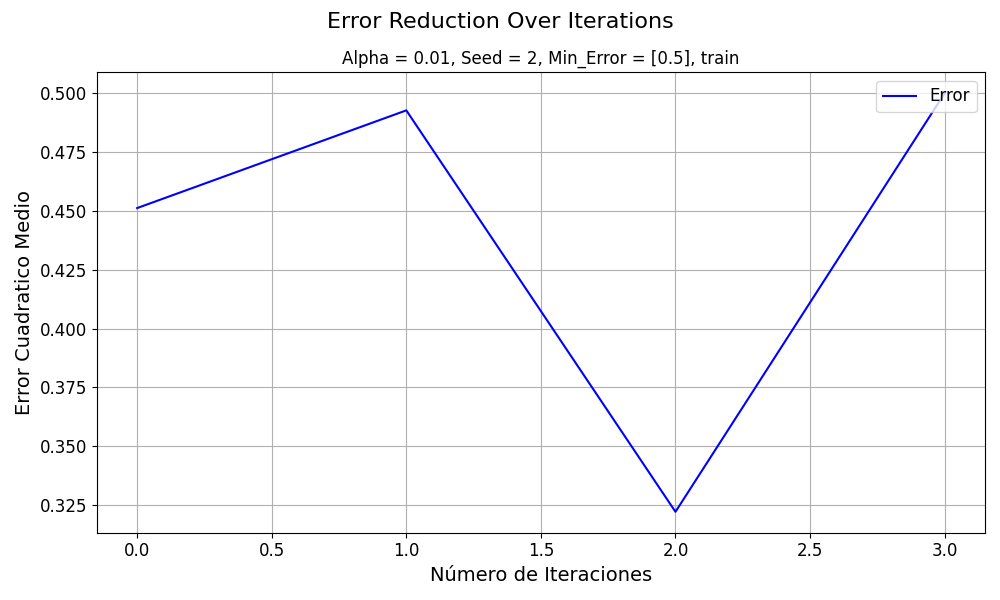 Error Reduction Over Iterations
Alpha = 0.01, Seed = 2, Min_Error = [0.5], train
Error
0.500
0.475
0.450
0.425
0.400
0.375
0.350
0.325
Error Cuadratico Medio
0.0 0.5 1.0 1.5 2.0 2.5 3.0
Número de Iteraciones